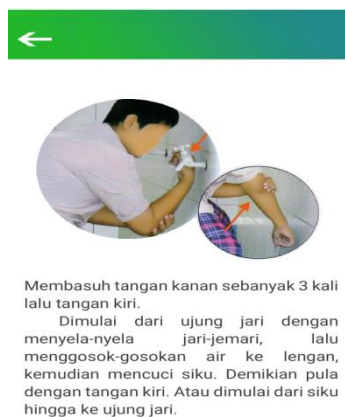 Membasuh tangan kanan sebanyak 3 kali
lalu tangan kiri.
Dimulai dari ujung jari dengan
menyela-nyela jari-jemari, lalu
menggosok-gosokan air ke lengan,
kemudian mencuci siku. Demikian pula
dengan tangan kiri. Atau dimulai dari siku
hingga ke ujung jari.